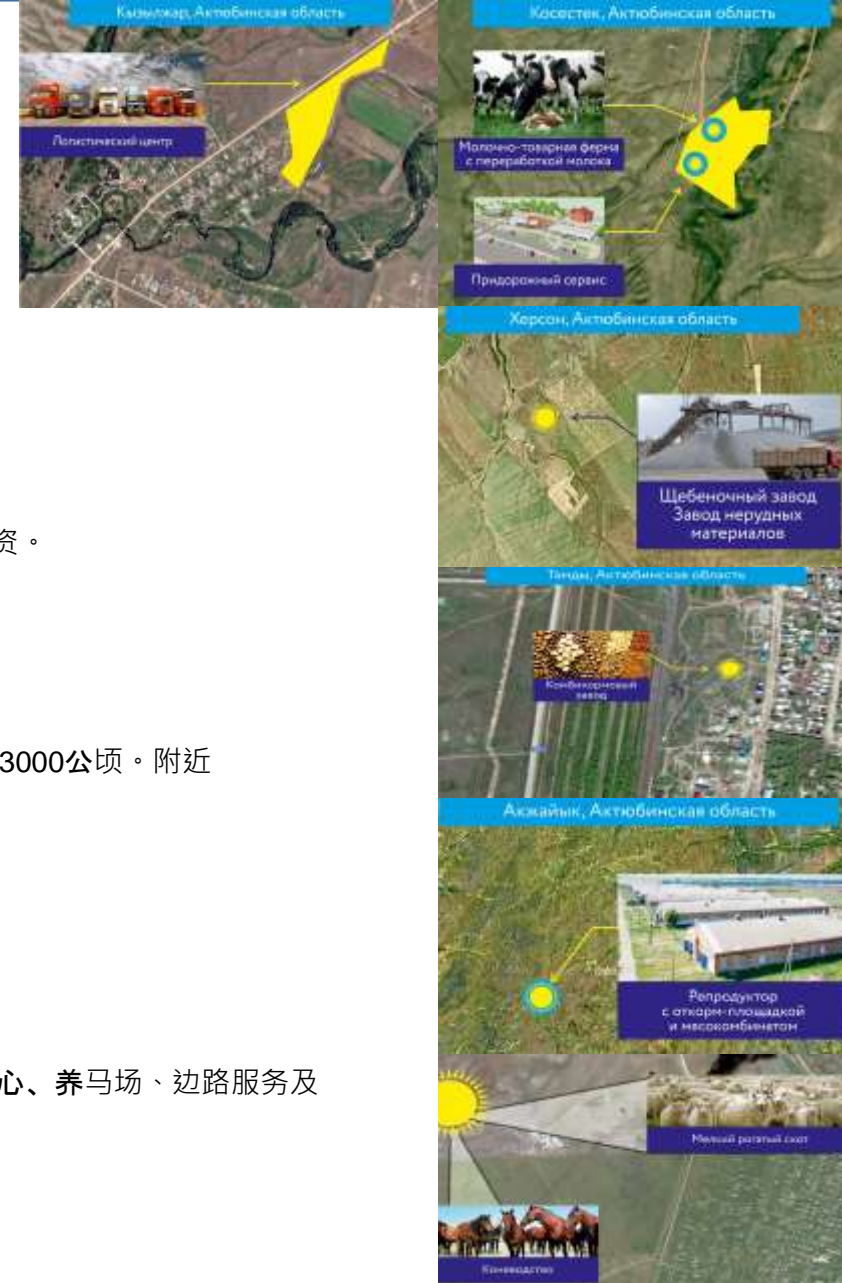 Кызылжар, Актюбинская область
Логистический центр
Косестек, Актюбинская область
Молочно-товарная ферма
с переработкой молока
Придорожный сервис
Херсон, Актюбинская область
Щебеночный завод
Завод нерудных
материалов
资。
Танды, Актюбинская область
Комбикормовый
завод
3000公顷。附近
Акжайык, Актюбинская область
Репродуктор
с откорм-площадкой
и мясокомбинатом
心、养马场、边路服务及
Мелкий рогатый скот
Коневодство